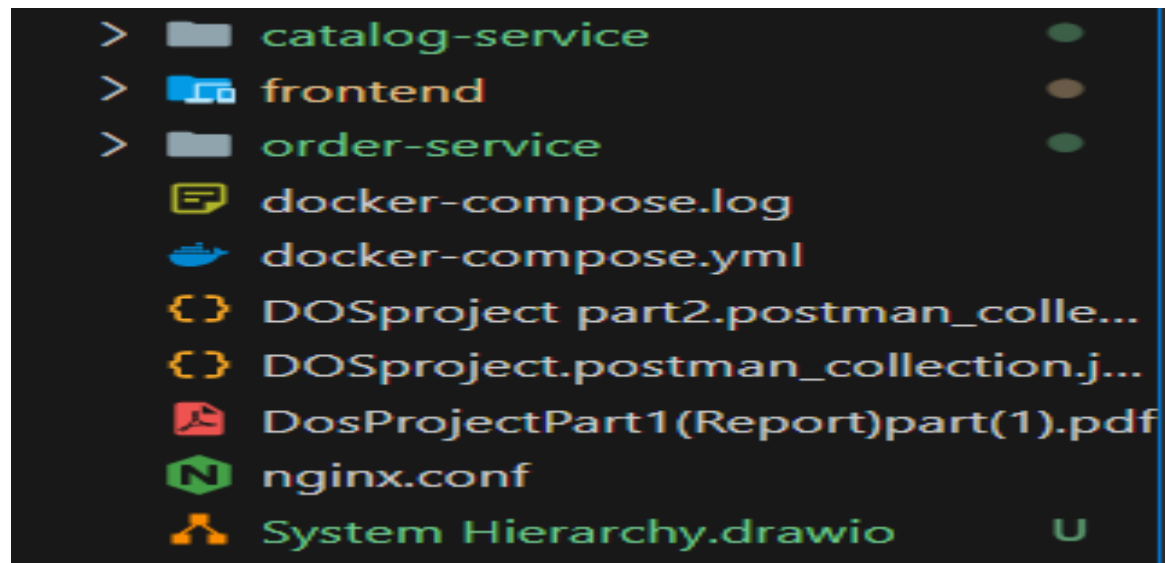 catalog-service
frontend
order-service
docker-compose.log
docker-compose.yml
DOSproject part2.postman_colle...
DOSproject.postman_collection.j...
DosProjectPart1(Report)part(1).pdf
nginx.conf
System Hierarchy.drawio U